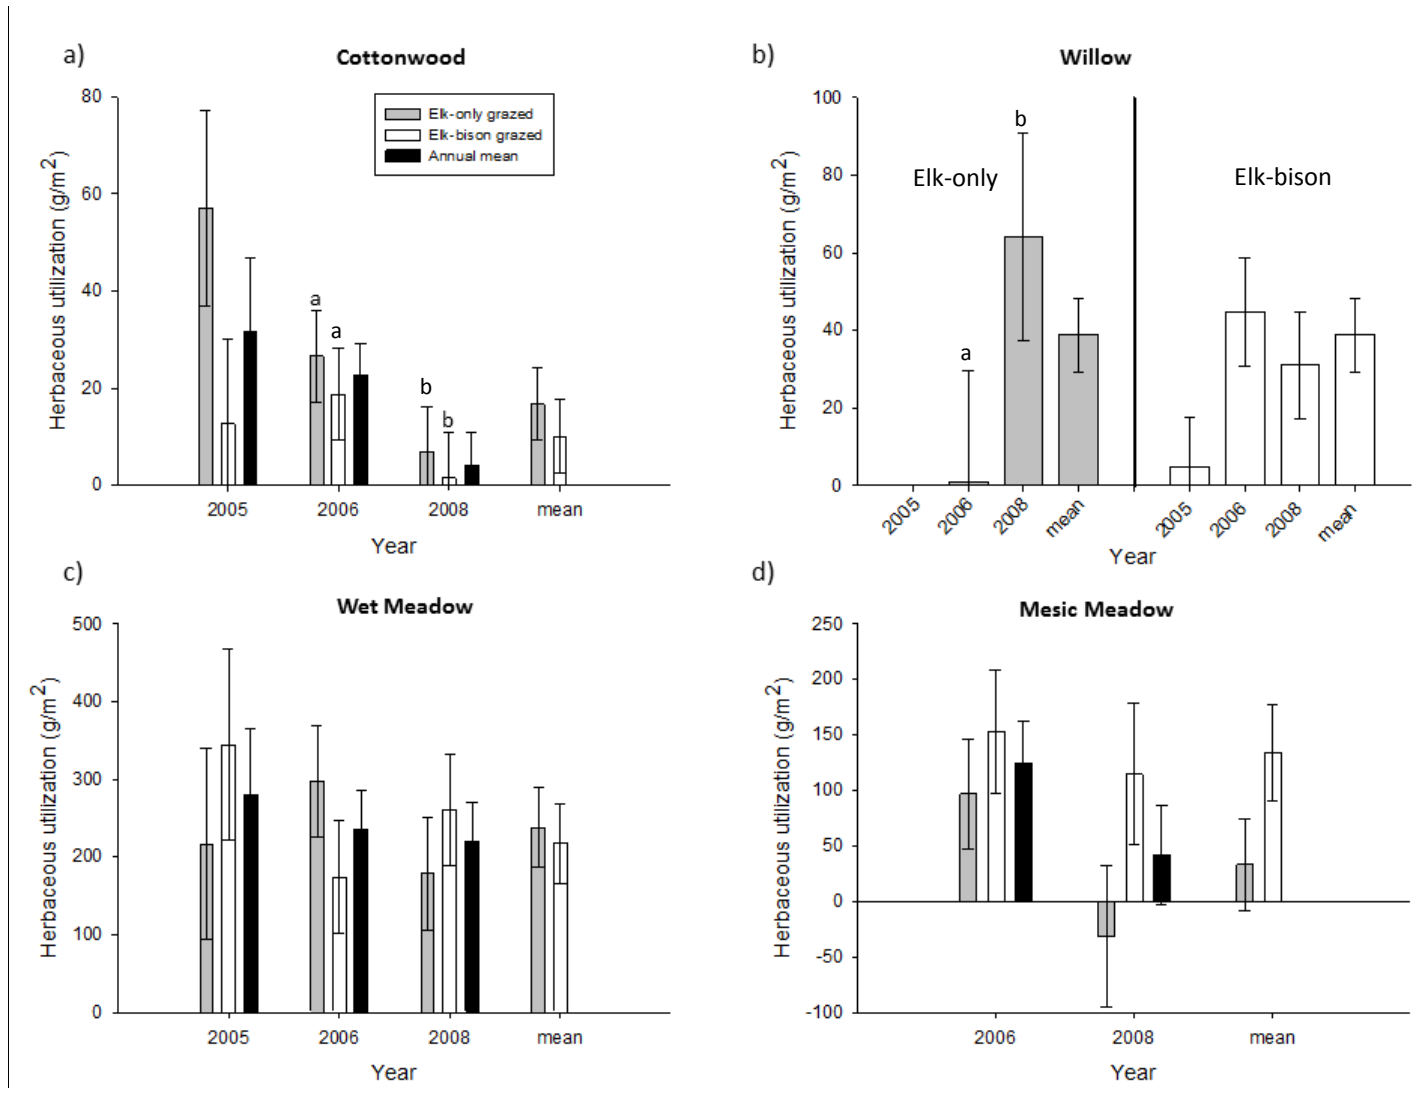 a)
Cottonwood
Herbaceous utilization (g/m²)
80
60
40
20
0
Elk-only grazed
Elk-bison grazed
Annual mean
a
a
b
b
2005
2006
2008
mean
Year
b)
Willow
Herbaceous utilization (g/m²)
100
80
60
40
20
0
Elk-only
Elk-bison
a
b
2005
2006
2008
mean
2005
2006
2008
mean
Year
c)
Wet Meadow
Herbaceous utilization (g/m²)
500
400
300
200
100
0
2005
2006
2008
mean
Year
d)
Mesic Meadow
Herbaceous utilization (g/m²)
250
200
150
100
50
0
-50
-100
2006
2008
mean
Year